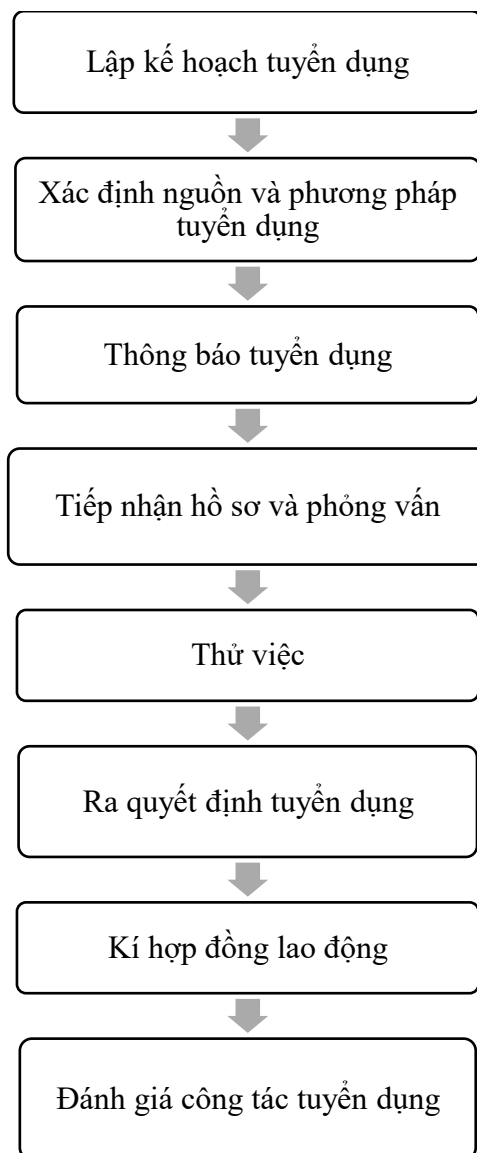 Lập kế hoạch tuyển dụng
Xác định nguồn và phương pháp
tuyển dụng
Thông báo tuyển dụng
Tiếp nhận hồ sơ và phỏng vấn
Thử việc
Ra quyết định tuyển dụng
Kí hợp đồng lao động
Đánh giá công tác tuyển dụng